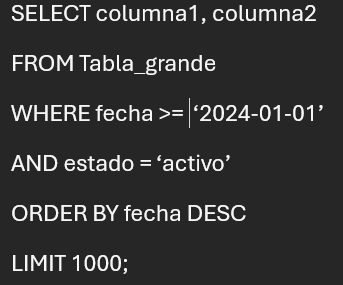 SELECT columna1, columna2
FROM Tabla_grande
WHERE fecha >= ‘2024-01-01’
AND estado = ‘activo’
ORDER BY fecha DESC
LIMIT 1000;